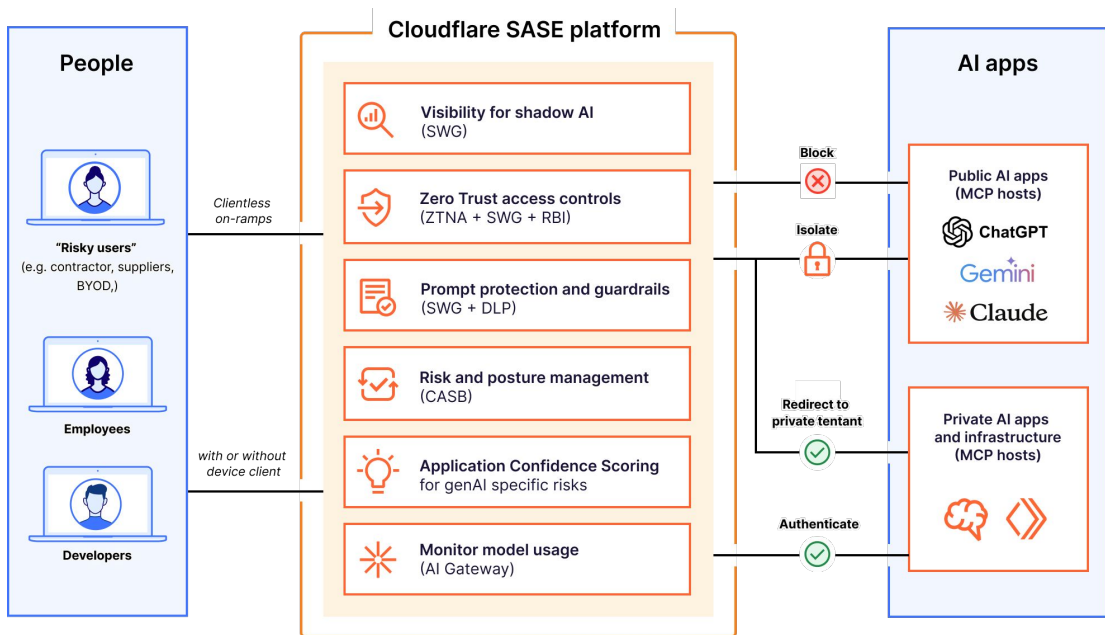 People
"Risky users"
(e.g. contractor, suppliers,
BYOD,)
Employees
Developers
Clientless
on-ramps
with or without
device client
Cloudflare SASE platform
Visibility for shadow AI
(SWG)
Zero Trust access controls
(ZTNA + SWG + RBI)
Prompt protection and guardrails
(SWG + DLP)
Risk and posture management
(CASB)
Application Confidence Scoring
for genAI specific risks
Monitor model usage
(AI Gateway)
Block
Isolate
Redirect to
private tentant
Authenticate
AI apps
Public AI apps
(MCP hosts)
ChatGPT
Gemini
Claude
Private AI apps
and infrastructure
(MCP hosts)